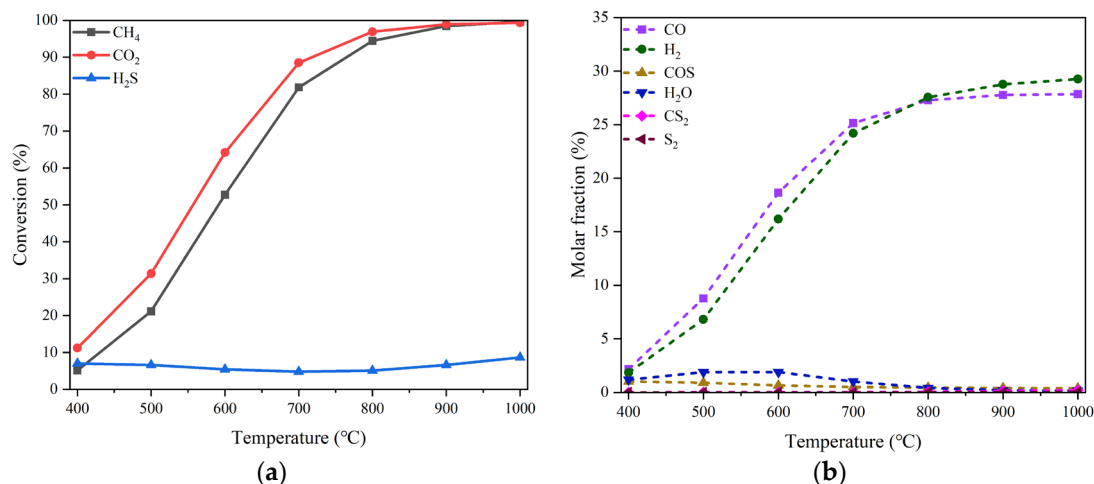 100
90
80
70
60
50
40
30
20
10
0
Conversion (%)
CH₄
CO₂
H₂S
400 500 600 700 800 900 1000
Temperature (℃)
(a)
35
30
25
20
15
10
5
0
Molar fraction (%)
CO
H₂
COS
H₂O
CS₂
S₂
400 500 600 700 800 900 1000
Temperature (℃)
(b)